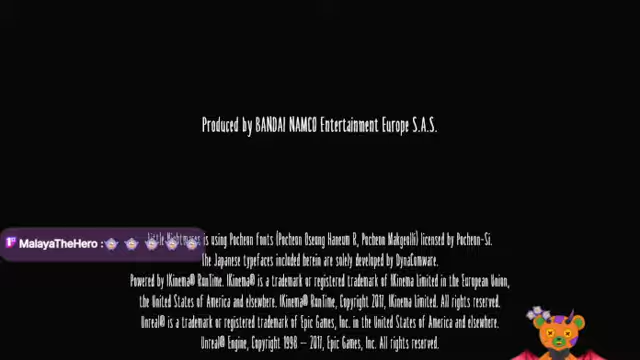 Produced by BANDAI NAMCO Entertainment Europe S.A.S.
MalayaTheHero :
Little Nightmares is using Pocheon fonts (Pocheon Oseong Haneum R, Pocheon Makgeolli) licensed by Pocheon-Si.
The Japanese typefaces included herein are solely developed by DynaComware.
Powered by IKinema® RunTime. IKinema® is a trademark or registered trademark of IKinema limited in the European Union,
the United States of America and elsewhere. IKinema® RunTime, Copyright 2017, IKinema Limited. All rights reserved.
Unreal® is a trademark or registered trademark of Epic Games, Inc. in the United States of America and elsewhere.
Unreal® Engine, Copyright 1998 – 2017, Epic Games, Inc. All rights reserved.